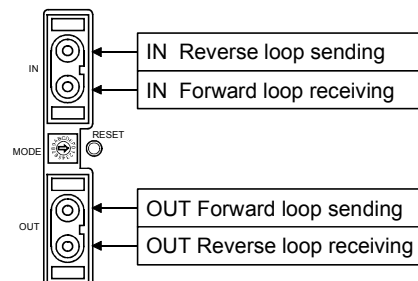 IN
IN Reverse loop sending
IN Forward loop receiving
MODE
RESET
OUT
OUT Forward loop sending
OUT Reverse loop receiving